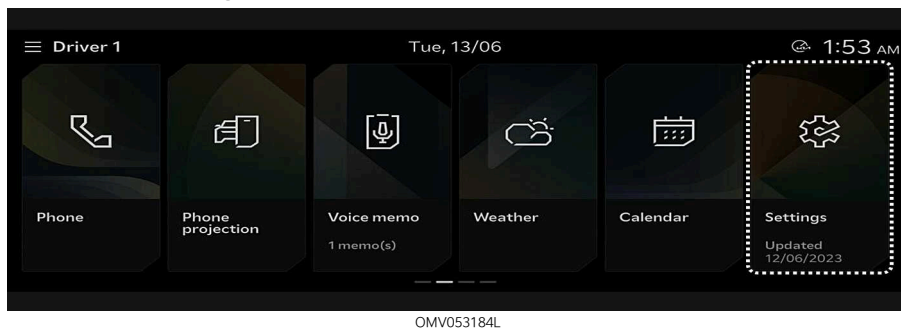 Driver 1
Tue, 13/06
1:53 AM
Phone
Phone
projection
Voice memo
1 memo(s)
Weather
Calendar
Settings
Updated
12/06/2023
OMV053184L